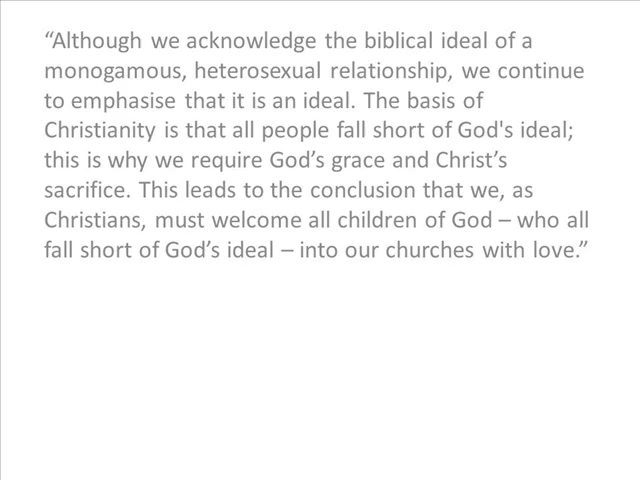 “Although we acknowledge the biblical ideal of a
monogamous, heterosexual relationship, we continue
to emphasise that it is an ideal. The basis of
Christianity is that all people fall short of God's ideal;
this is why we require God’s grace and Christ’s
sacrifice. This leads to the conclusion that we, as
Christians, must welcome all children of God – who all
fall short of God’s ideal – into our churches with love.”